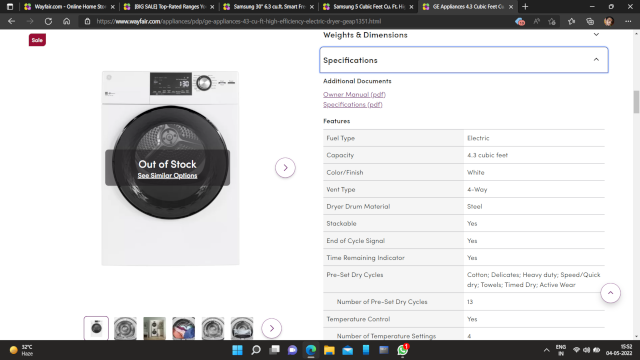 Wayfair.com - Online Home Store
[BIG SALE] Top-Rated Ranges Yo
Samsung 30" 6.3 cu.ft. Smart Free
Samsung 5 Cubic Feet Cu. Ft. Hi
GE Appliances 4.3 Cubic Feet Cu
https://www.wayfair.com/appliances/pdp/ge-appliances-43-cu-ft-high-efficiency-electric-dryer-geap1351.html
Sale
Weights & Dimensions
Specifications
Additional Documents
Owner Manual (pdf)
Specifications (pdf)
Features
Fuel Type Electric
Capacity 4.3 cubic feet
Color/Finish White
Vent Type 4-Way
Dryer Drum Material Steel
Stackable Yes
End of Cycle Signal Yes
Time Remaining Indicator Yes
Pre-Set Dry Cycles Cotton; Delicates; Heavy duty; Speed/Quick
dry; Towels; Timed Dry; Active Wear
Number of Pre-Set Dry Cycles 13
Temperature Control Yes
Number of Temperature Settings 4
1:30
Out of Stock
See Similar Options
32°C
Haze
ENG
IN
15:52
04-05-2022